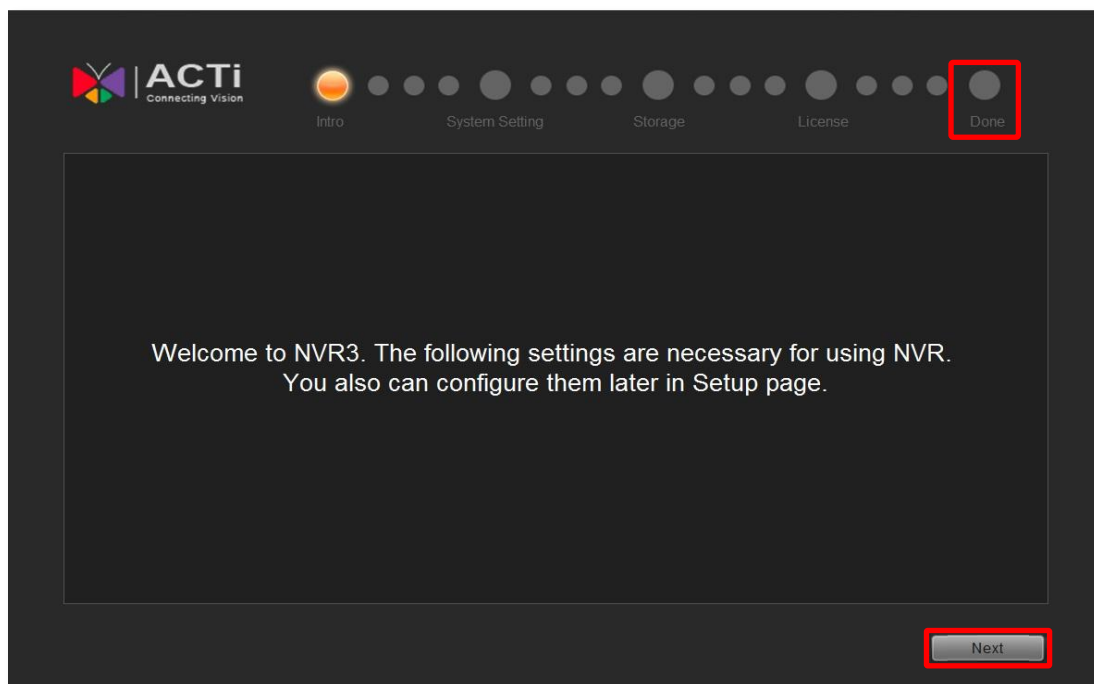 ACTi
Connecting Vision
Intro
System Setting
Storage
License
Done
Welcome to NVR3. The following settings are necessary for using NVR.
You also can configure them later in Setup page.
Next